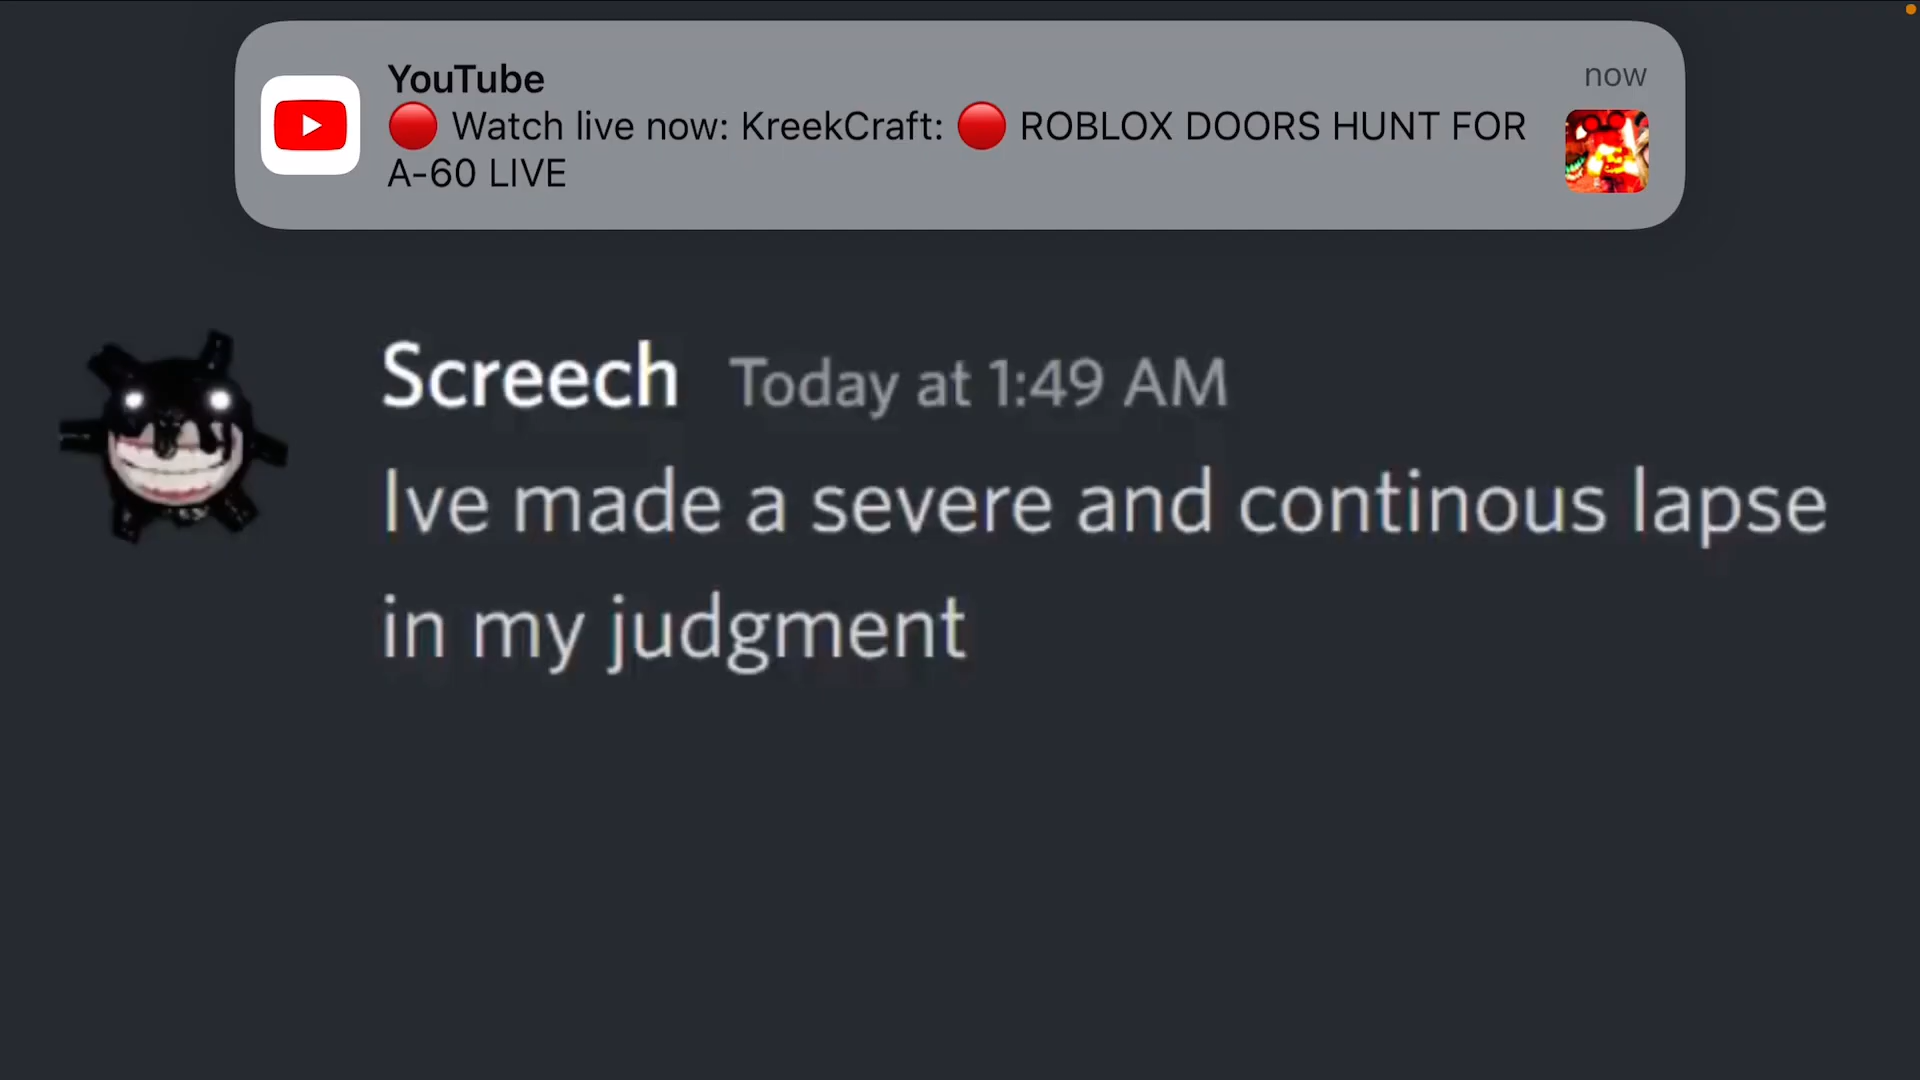 YouTube
now
🔴 Watch live now: KreekCraft: 🔴 ROBLOX DOORS HUNT FOR
A-60 LIVE
Screech Today at 1:49 AM
Ive made a severe and continous lapse
in my judgment